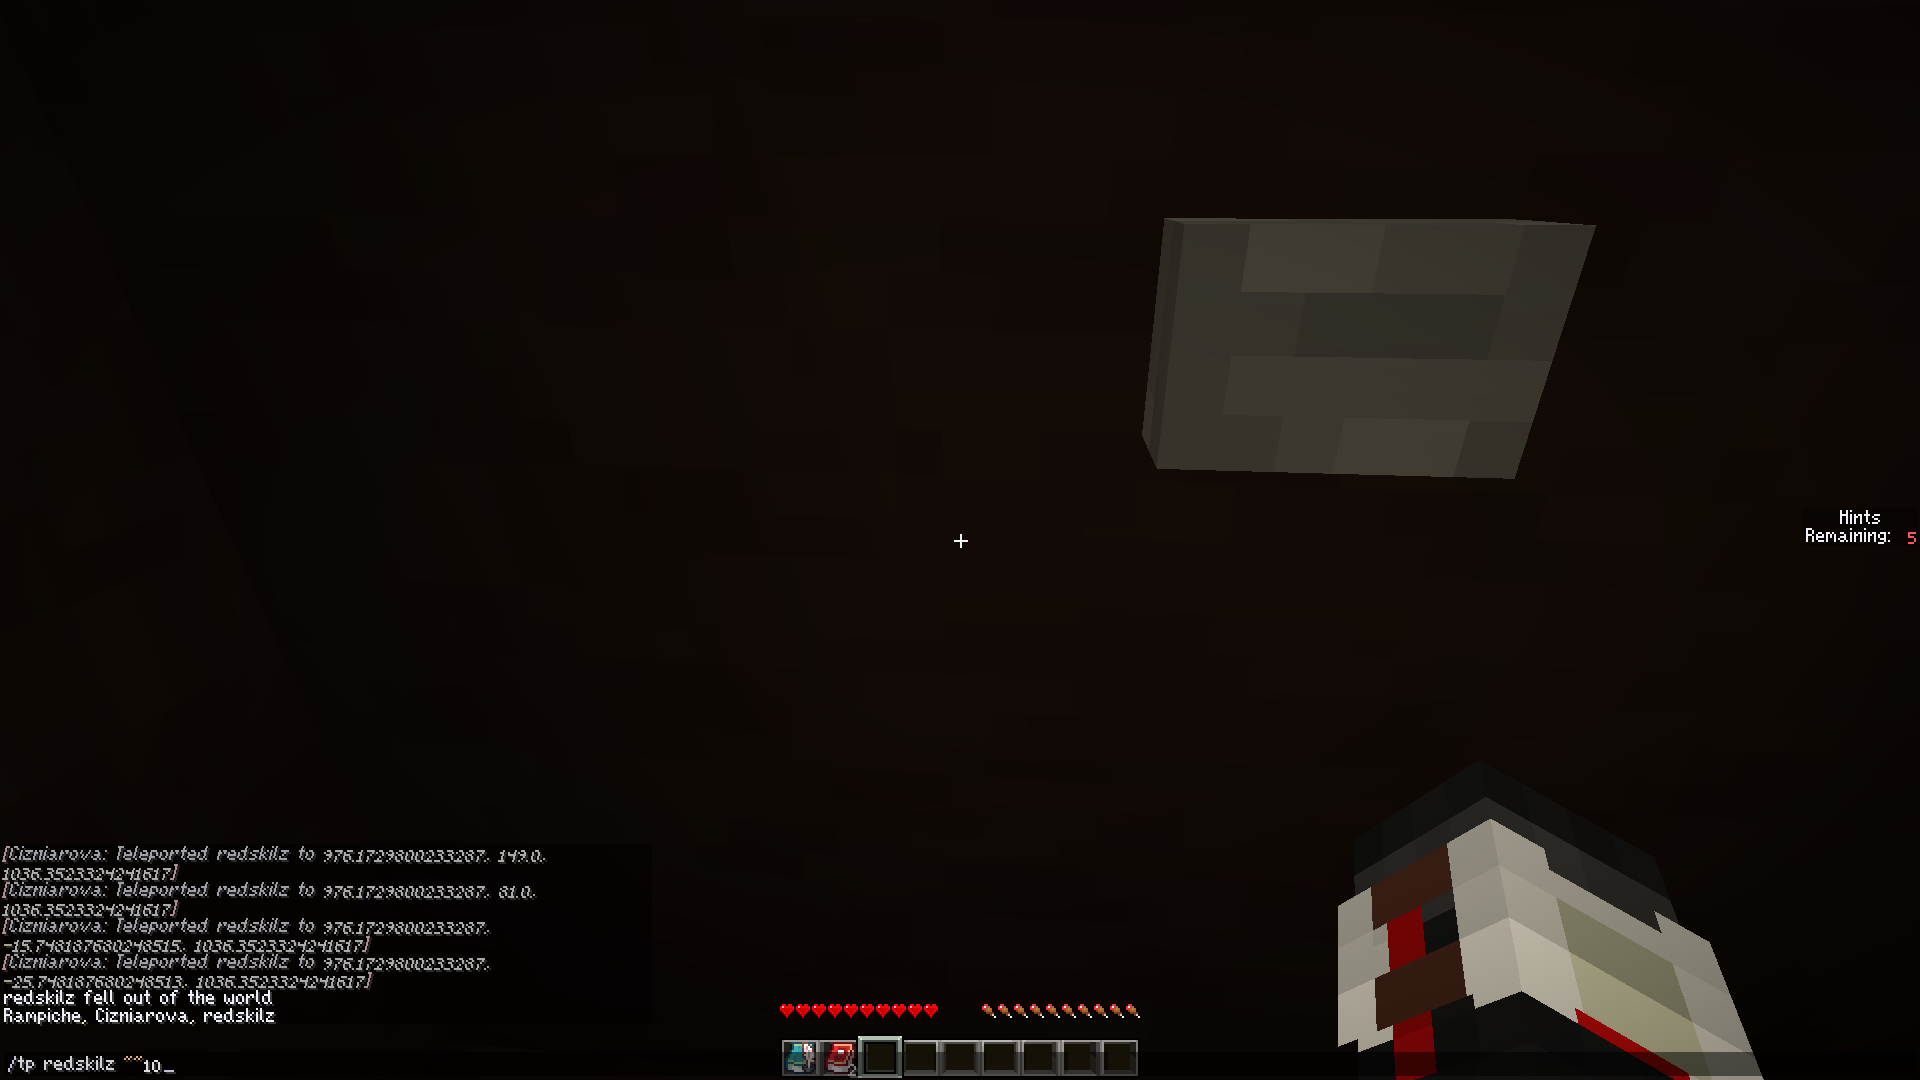 Hints
Remaining: 5
[Cizniarova: Teleported redskilz to 976.1729800233287, 149.0,
1036.3523324241617]
[Cizniarova: Teleported redskilz to 976.1729800233287, 81.0,
1036.3523324241617]
[Cizniarova: Teleported redskilz to 976.1729800233287,
-15.748187680248515, 1036.3523324241617]
[Cizniarova: Teleported redskilz to 976.1729800233287,
-25.748187680248513, 1036.3523324241617]
redskilz fell out of the world
Rampiche, Cizniarova, redskilz
/tp redskilz ~~10_